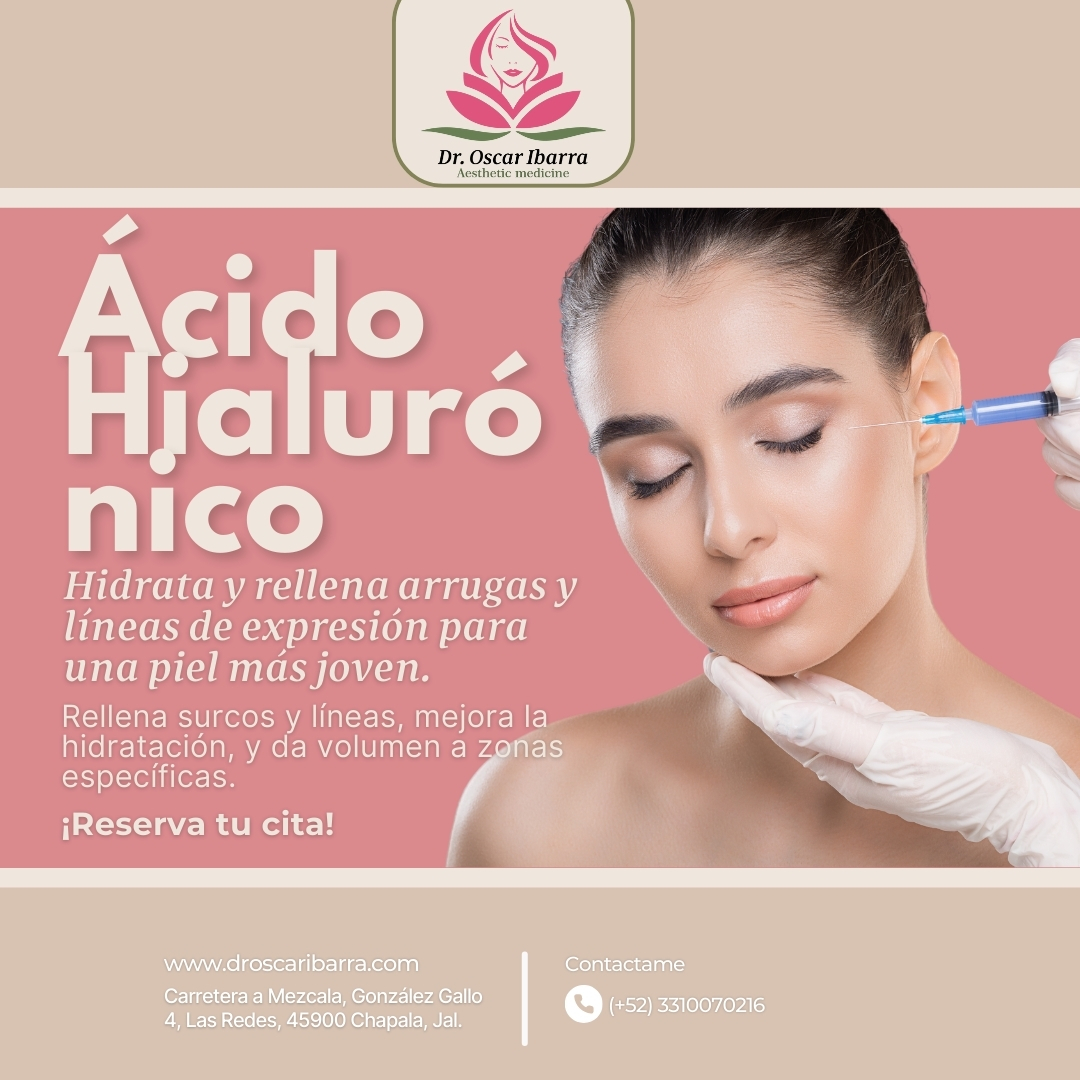 Dr. Oscar Ibarra
Aesthetic medicine
Ácido
Hialuró
nico
Hidrata y rellena arrugas y
líneas de expresión para
una piel más joven.
Rellena surcos y líneas, mejora la
hidratación, y da volumen a zonas
específicas.
¡Reserva tu cita!
www.droscaribarra.com
Carretera a Mezcala, González Gallo
4, Las Redes, 45900 Chapala, Jal.
Contactame
(+52) 3310070216